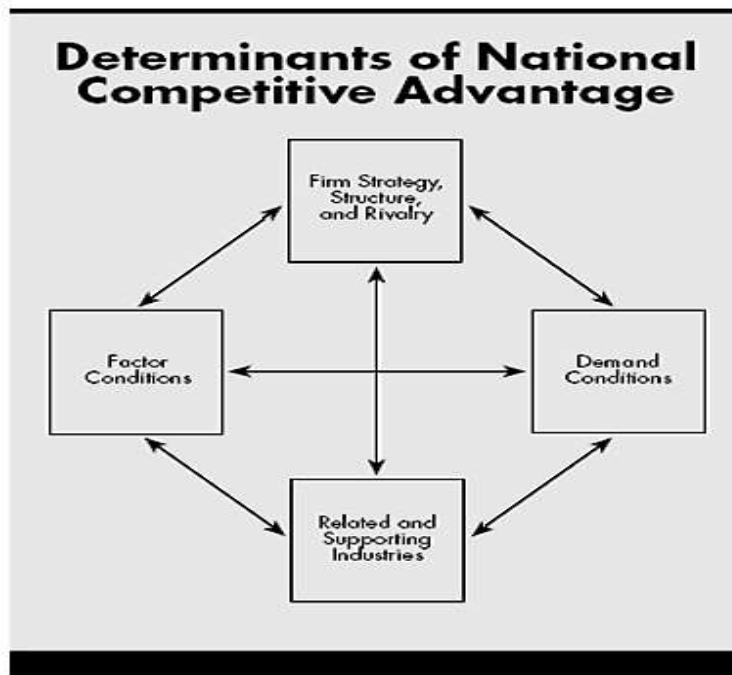 Determinants of National
Competitive Advantage
Firm Strategy,
Structure,
and Rivalry
Factor
Conditions
Demand
Conditions
Related and
Supporting
Industries